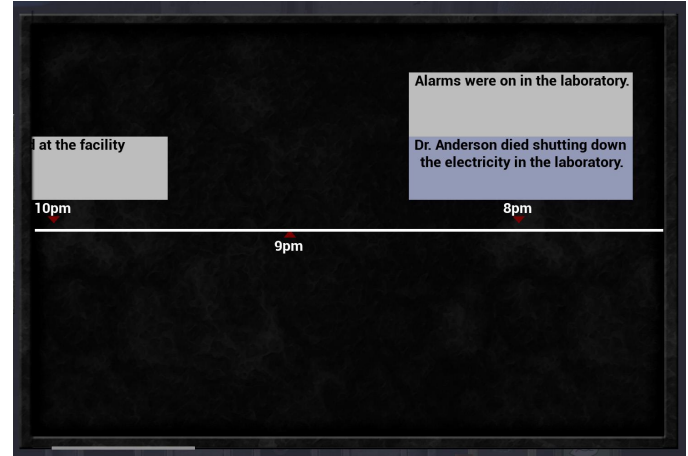 Alarms were on in the laboratory.
at the facility
Dr. Anderson died shutting down
the electricity in the laboratory.
10pm
8pm
9pm